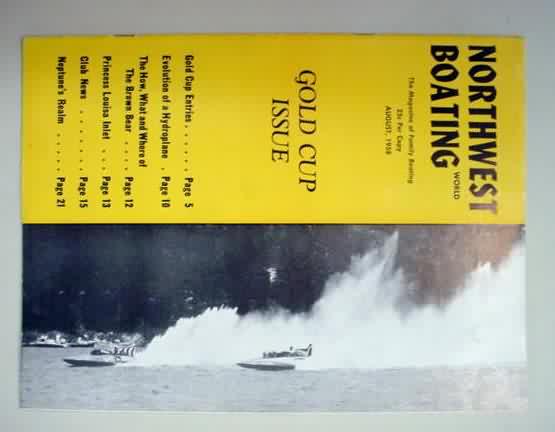 NORTHWEST
BOATING WORLD
The Magazine of Family Boating
25c Per Copy
AUGUST, 1958
GOLD CUP
ISSUE
Gold Cup Entries . . . . . . Page 5
Evolution of a Hydroplane . Page 10
The How, What and Where of
The Brown Bear . . . . Page 12
Princess Louisa Inlet . . . Page 13
Club News . . . . . . . Page 15
Neptune's Realm . . . . . Page 21